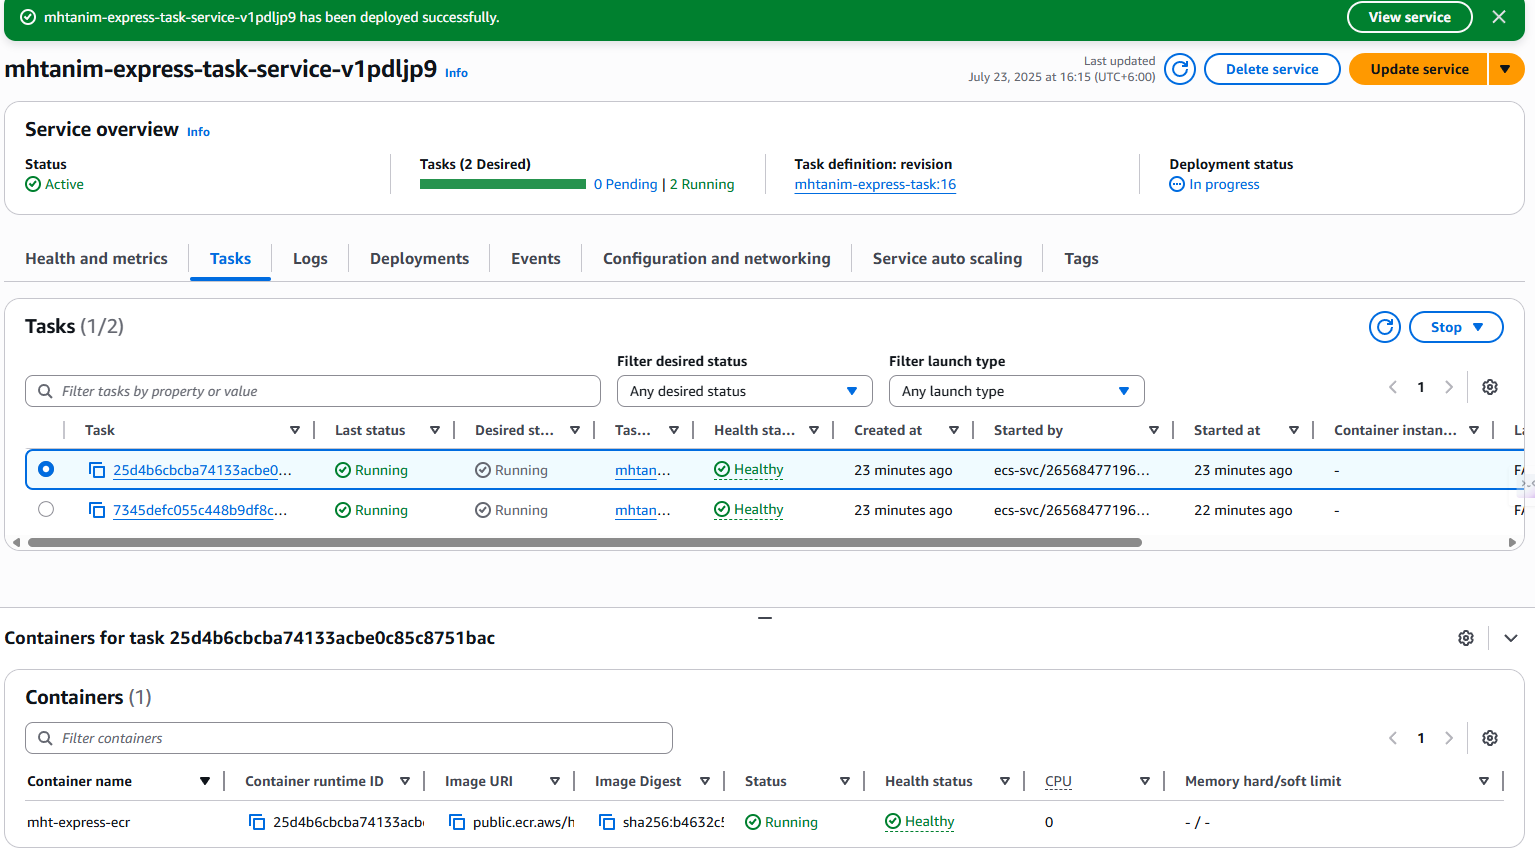 mhtanim-express-task-service-v1pdljp9 has been deployed successfully.
View service
mhtanim-express-task-service-v1pdljp9 Info
Last updated
July 23, 2025 at 16:15 (UTC+6:00)
Delete service
Update service
Service overview Info
Status
Active
Tasks (2 Desired)
0 Pending | 2 Running
Task definition: revision
mhtanim-express-task:16
Deployment status
In progress
Health and metrics Tasks Logs Deployments Events Configuration and networking Service auto scaling Tags
Tasks (1/2)
Stop
Filter desired status
Filter launch type
Filter tasks by property or value
Any desired status
Any launch type
1
Task Last status Desired st... Tas... Health sta... Created at Started by Started at Container instan... La
25d4b6cbcba74133acbe0... Running Running mhtan... Healthy 23 minutes ago ecs-svc/26568477196... 23 minutes ago - FA
7345defc055c448b9df8c... Running Running mhtan... Healthy 23 minutes ago ecs-svc/26568477196... 22 minutes ago - FA
Containers for task 25d4b6cbcba74133acbe0c85c8751bac
Containers (1)
Filter containers
1
Container name Container runtime ID Image URI Image Digest Status Health status CPU Memory hard/soft limit
mht-express-ecr 25d4b6cbcba74133acb public.ecr.aws/h sha256:b4632c5 Running Healthy 0 - / -